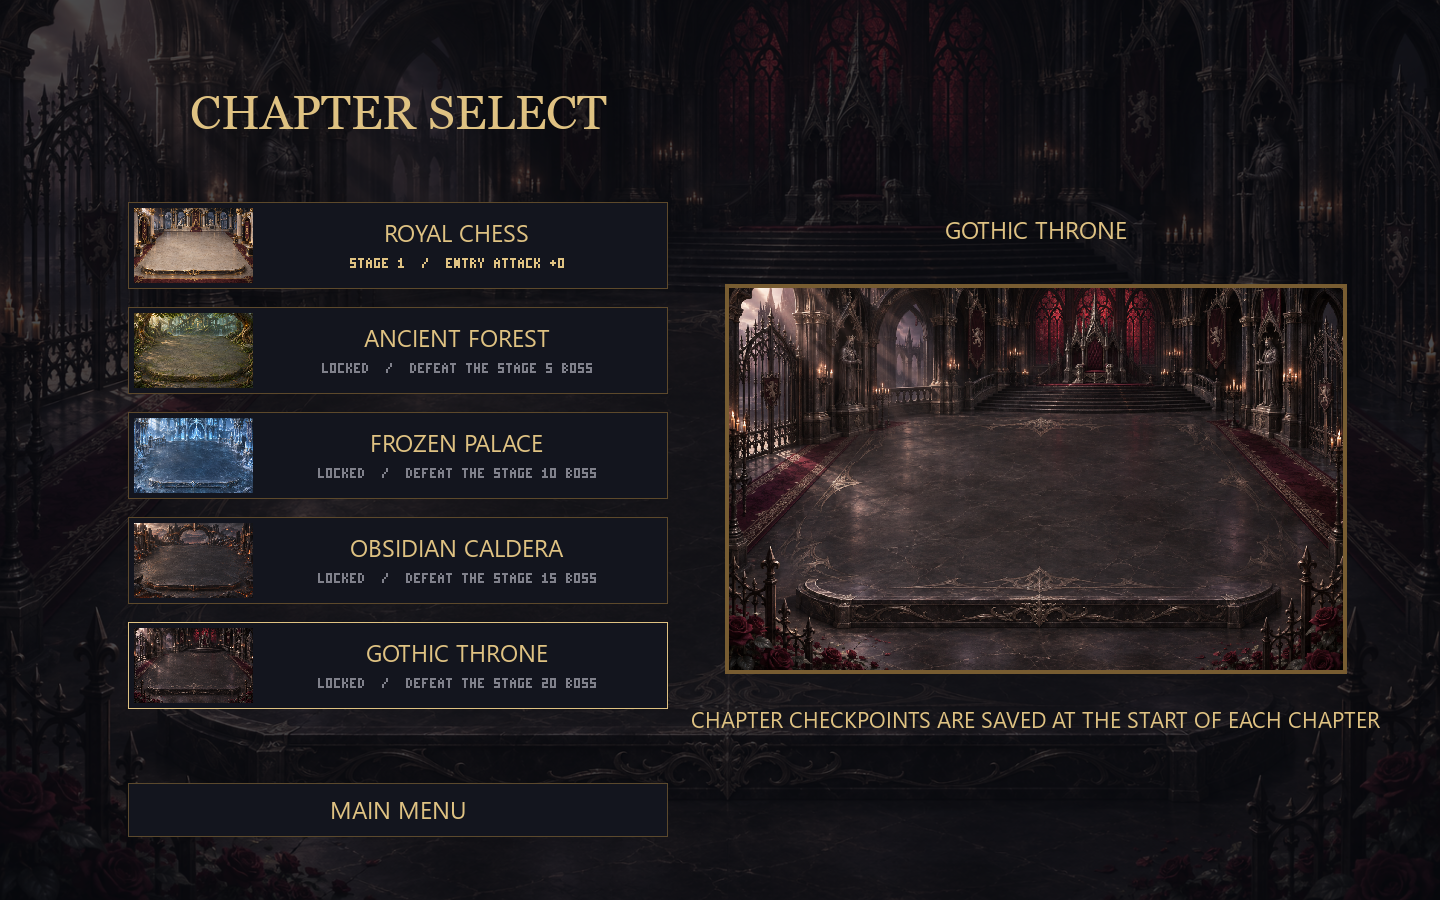 CHAPTER SELECT
ROYAL CHESS
STAGE 1 / ENTRY ATTACK +0
ANCIENT FOREST
LOCKED / DEFEAT THE STAGE 5 BOSS
FROZEN PALACE
LOCKED / DEFEAT THE STAGE 10 BOSS
OBSIDIAN CALDERA
LOCKED / DEFEAT THE STAGE 15 BOSS
GOTHIC THRONE
LOCKED / DEFEAT THE STAGE 20 BOSS
MAIN MENU
GOTHIC THRONE
CHAPTER CHECKPOINTS ARE SAVED AT THE START OF EACH CHAPTER